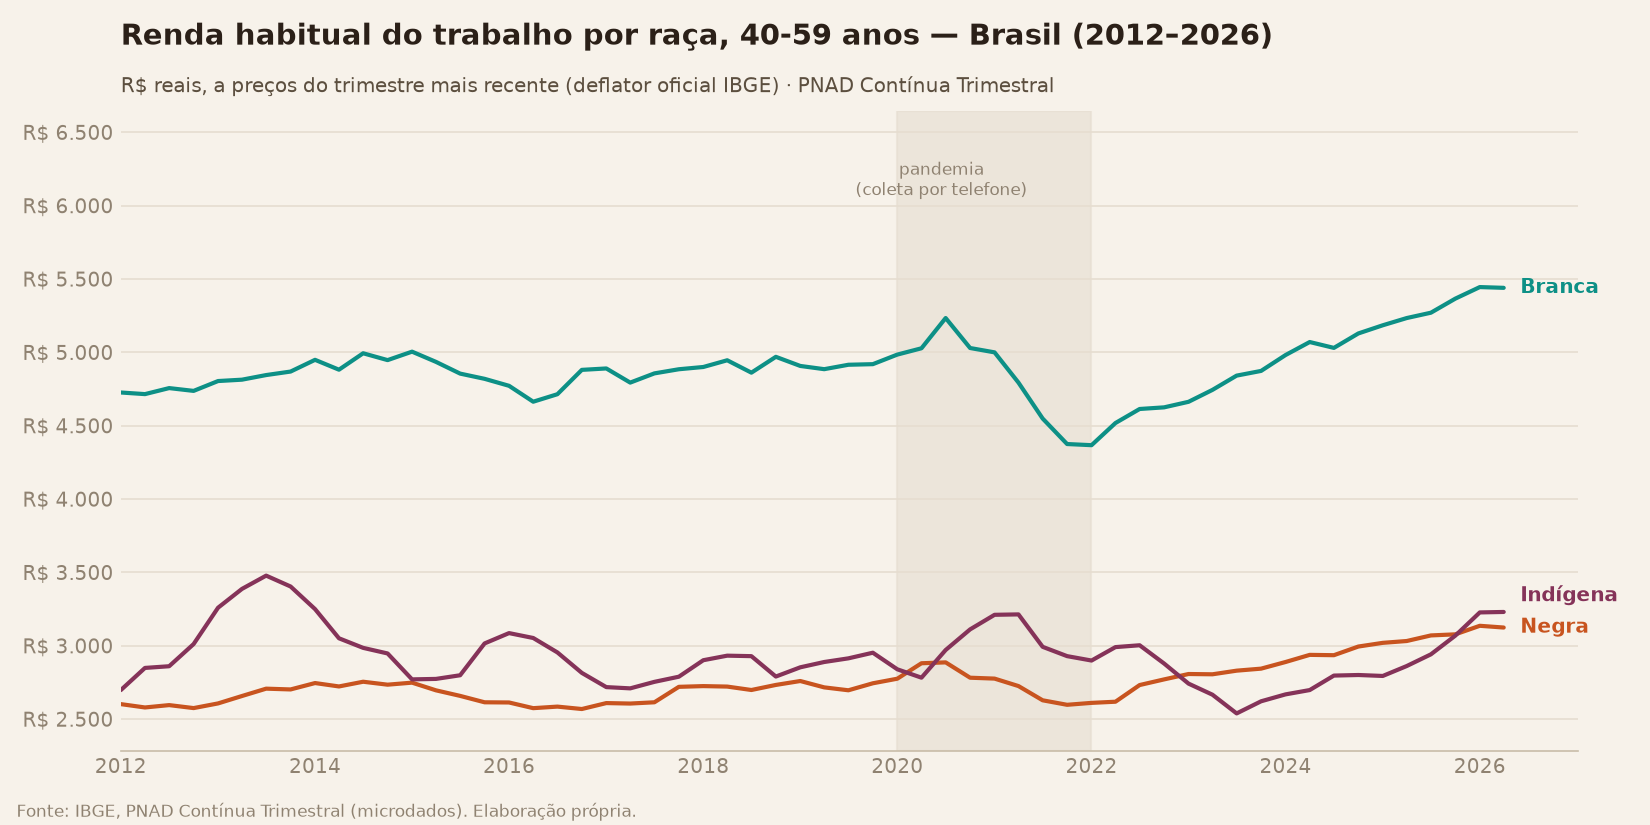 Renda habitual do trabalho por raça, 40-59 anos — Brasil (2012–2026)
R$ reais, a preços do trimestre mais recente (deflator oficial IBGE) · PNAD Contínua Trimestral
R$ 6.500
pandemia
(coleta por telefone)
R$ 6.000
R$ 5.500
Branca
R$ 5.000
R$ 4.500
R$ 4.000
R$ 3.500
Indígena
Negra
R$ 3.000
R$ 2.500
2012 2014 2016 2018 2020 2022 2024 2026
Fonte: IBGE, PNAD Contínua Trimestral (microdados). Elaboração própria.